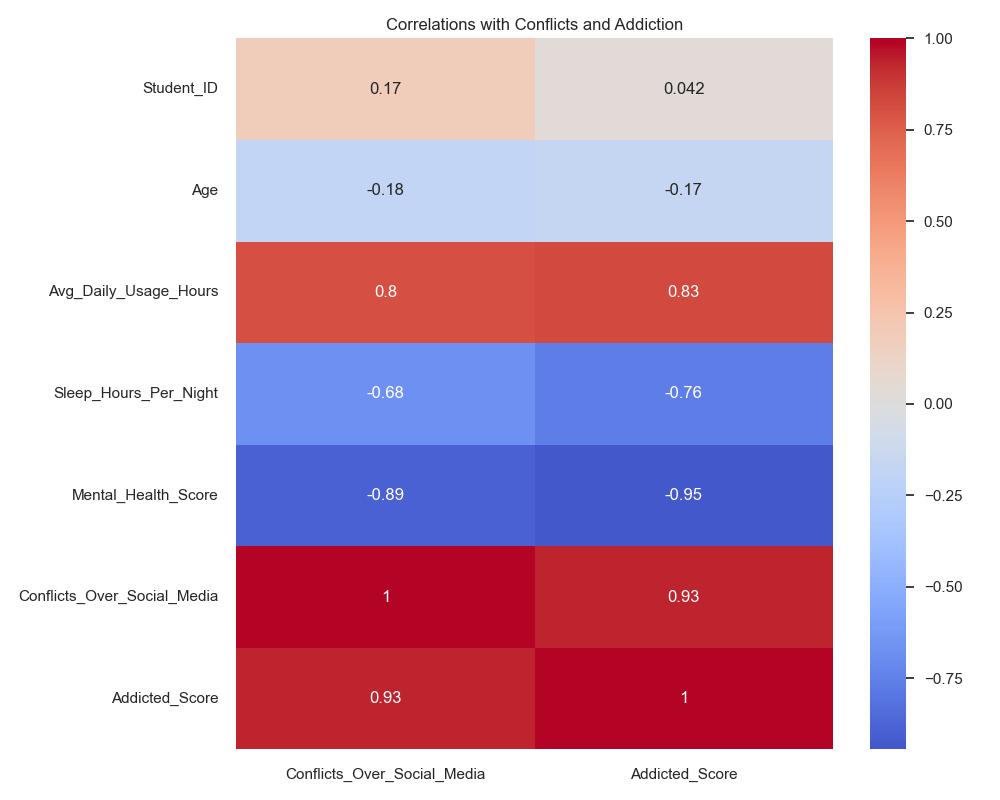 Correlations with Conflicts and Addiction
Student_ID 0.17 0.042
Age -0.18 -0.17
Avg_Daily_Usage_Hours 0.8 0.83
Sleep_Hours_Per_Night -0.68 -0.76
Mental_Health_Score -0.89 -0.95
Conflicts_Over_Social_Media 1 0.93
Addicted_Score 0.93 1
Conflicts_Over_Social_Media Addicted_Score
1.00
0.75
0.50
0.25
0.00
−0.25
−0.50
−0.75